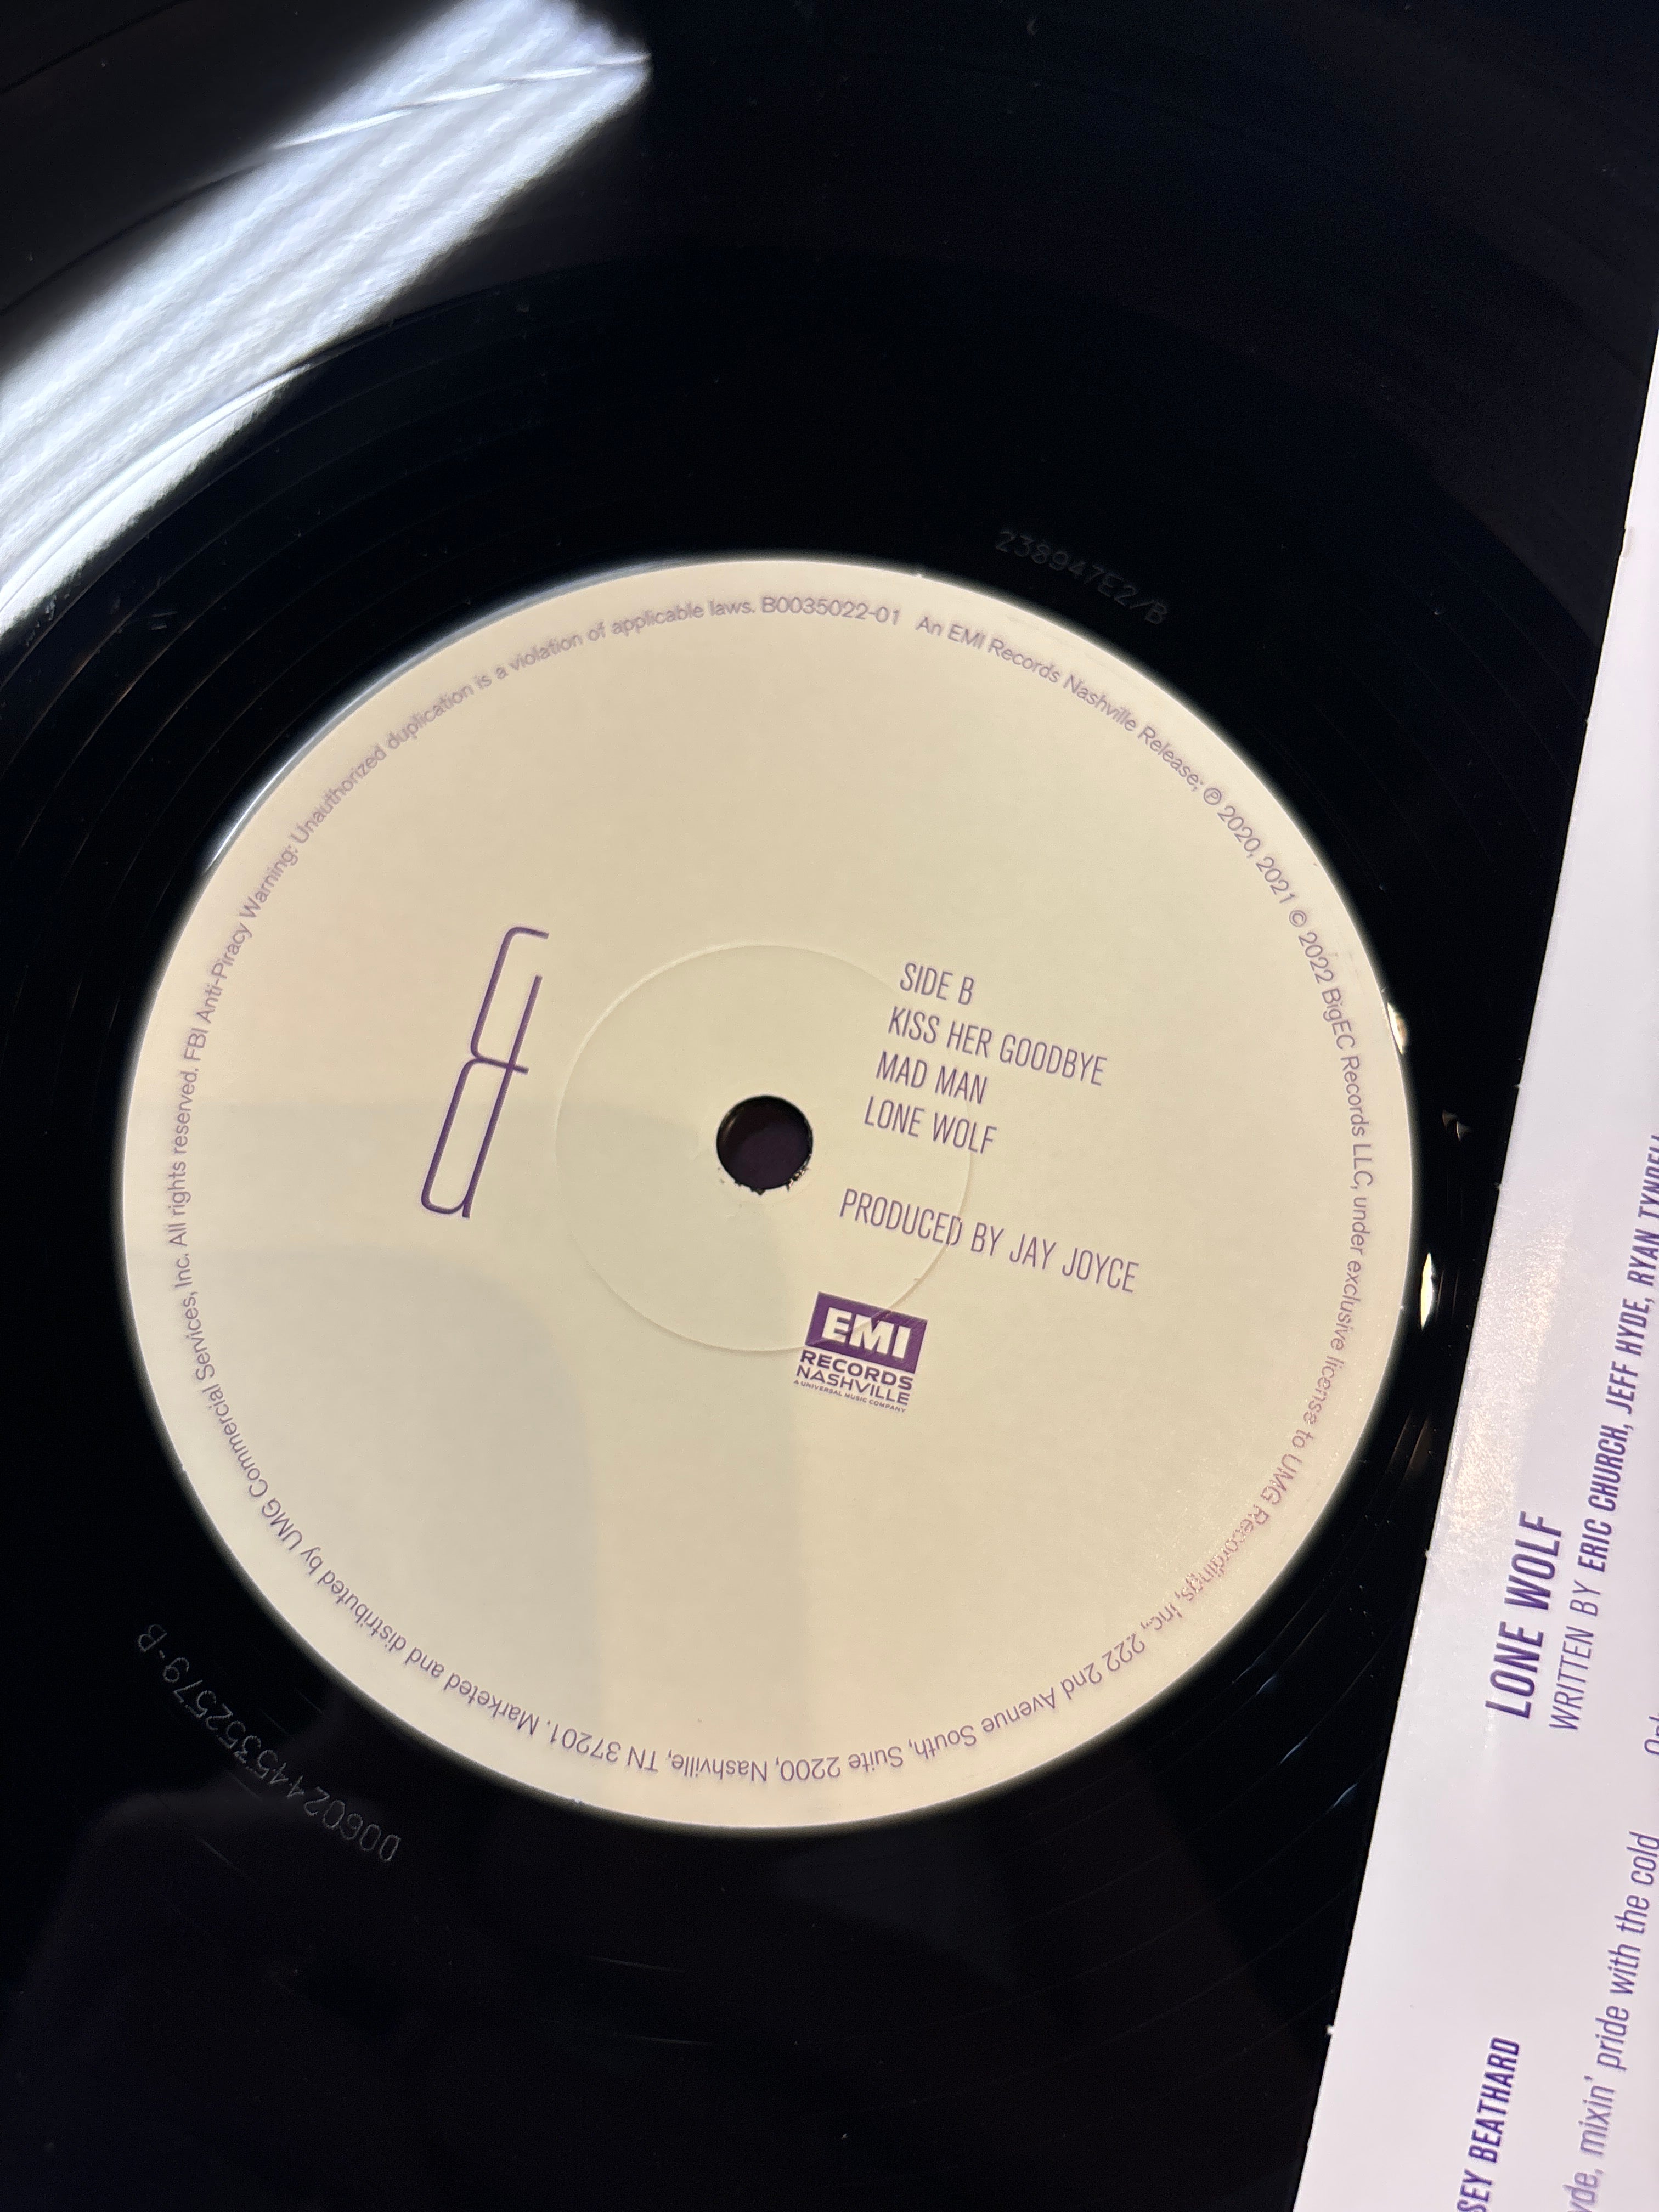 238947E2/B
FBI Anti-Piracy Warning: Unauthorized duplication is a violation of applicable laws. B0035022-01 An EMI Records Nashville Release; ℗ 2020, 2021 © 2022 BigEC Records LLC, under exclusive license to UMG Recordings, Inc., 222 2nd Avenue South, Suite 2200, Nashville, TN 37201. Marketed and distributed by UMG Commercial Services, Inc. All rights reserved.
&
SIDE B
KISS HER GOODBYE
MAD MAN
LONE WOLF
PRODUCED BY JAY JOYCE
EMI
RECORDS
NASHVILLE
A UNIVERSAL MUSIC COMPANY
00602445352579-B
LONE WOLF
WRITTEN BY ERIC CHURCH, JEFF HYDE, RYAN TYNDELL
mixin' pride with the cold
BEATHARD